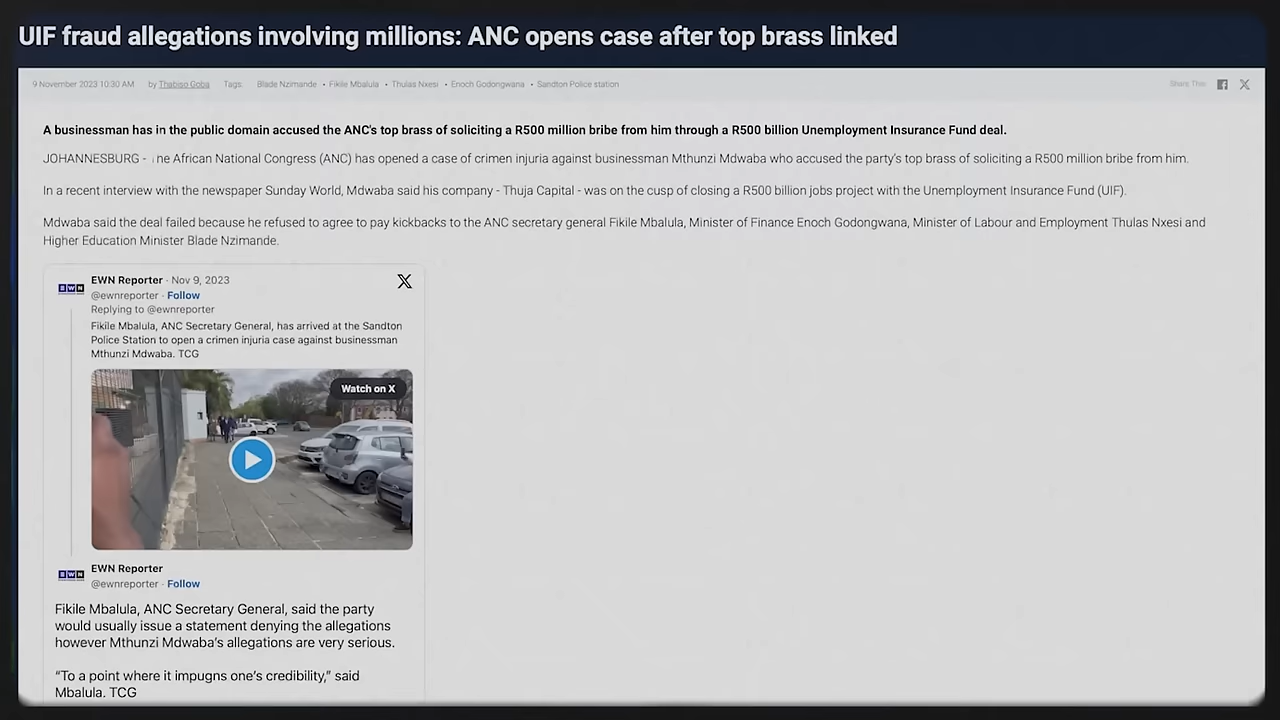 UIF fraud allegations involving millions: ANC opens case after top brass linked
9 November 2023 10:30 AM by Thabiso Goba Tags: Blade Nzimande • Fikile Mbalula • Thulas Nxesi • Enoch Godongwana • Sandton Police station Share This:
A businessman has in the public domain accused the ANC's top brass of soliciting a R500 million bribe from him through a R500 billion Unemployment Insurance Fund deal.
JOHANNESBURG - ne African National Congress (ANC) has opened a case of crimen injuria against businessman Mthunzi Mdwaba who accused the party's top brass of soliciting a R500 million bribe from him.
In a recent interview with the newspaper Sunday World, Mdwaba said his company - Thuja Capital - was on the cusp of closing a R500 billion jobs project with the Unemployment Insurance Fund (UIF).
Mdwaba said the deal failed because he refused to agree to pay kickbacks to the ANC secretary general Fikile Mbalula, Minister of Finance Enoch Godongwana, Minister of Labour and Employment Thulas Nxesi and
Higher Education Minister Blade Nzimande.
EWN
EWN Reporter · Nov 9, 2023
@ewnreporter · Follow
Replying to @ewnreporter
Fikile Mbalula, ANC Secretary General, has arrived at the Sandton
Police Station to open a crimen injuria case against businessman
Mthunzi Mdwaba. TCG
Watch on X
EWN
EWN Reporter
@ewnreporter · Follow
Fikile Mbalula, ANC Secretary General, said the party
would usually issue a statement denying the allegations
however Mthunzi Mdwaba's allegations are very serious.
"To a point where it impugns one's credibility," said
Mbalula. TCG